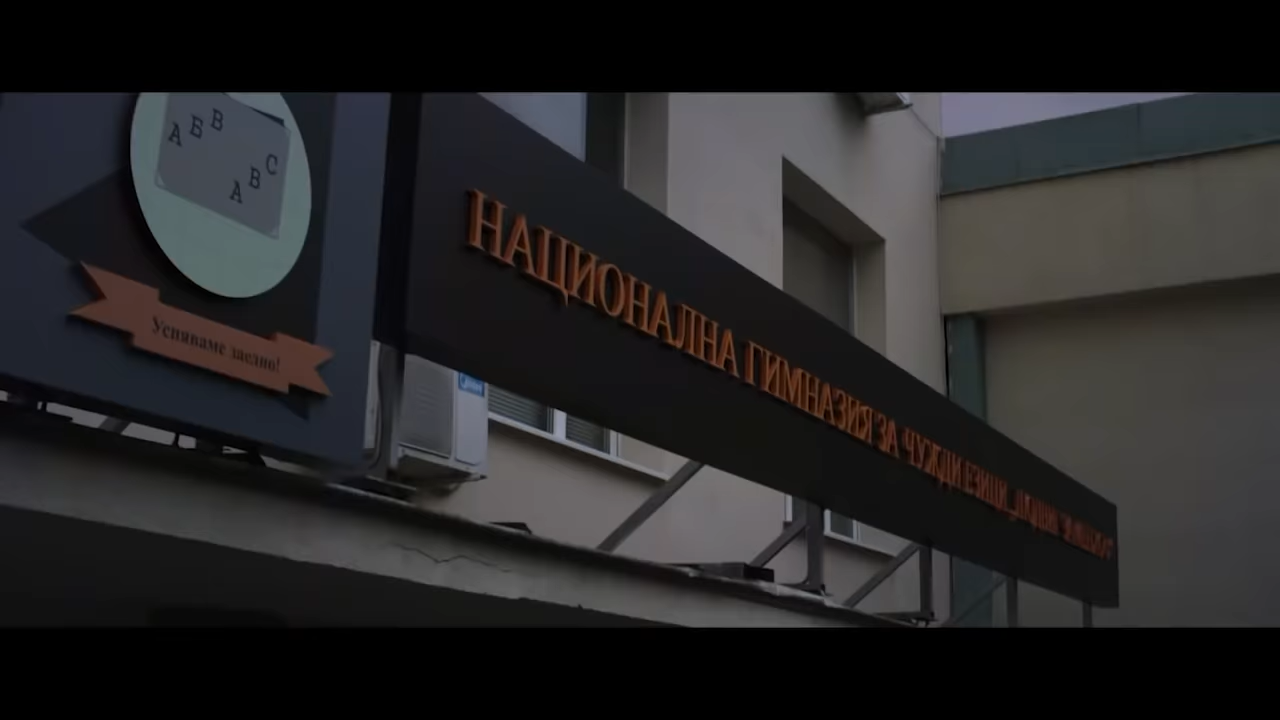 А Б В
А В С
Успяваме заедно!
НАЦИОНАЛНА ГИМНАЗИЯ ЗА ЧУЖДИ ЕЗИЦИ